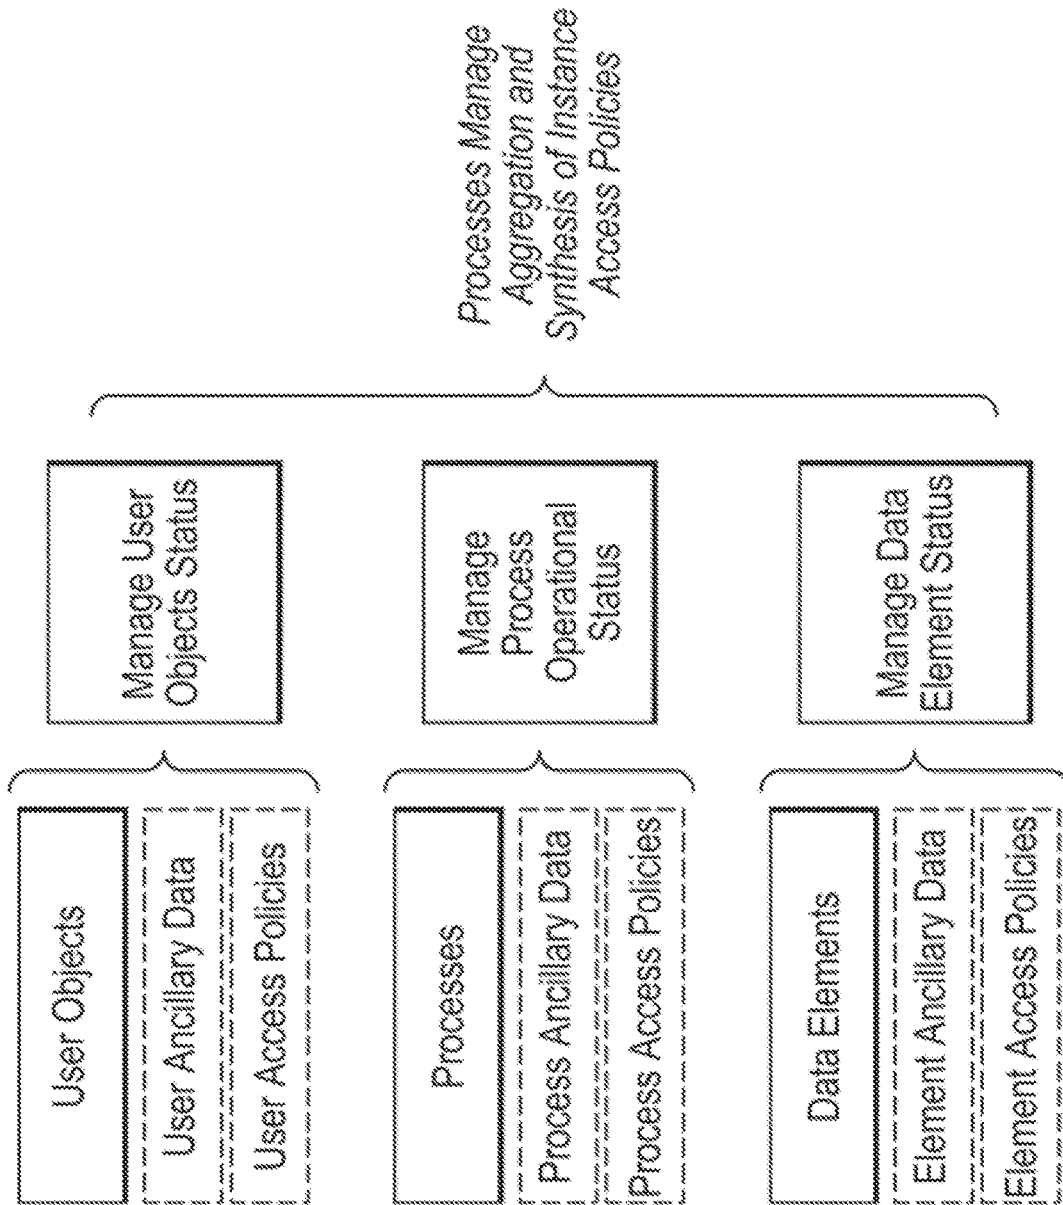 User Objects
User Ancillary Data
User Access Policies
Manage User
Objects Status
Processes
Process Ancillary Data
Process Access Policies
Manage
Process
Operational
Status
Data Elements
Element Ancillary Data
Element Access Policies
Manage Data
Element Status
Processes Manage
Aggregation and
Synthesis of Instance
Access Policies